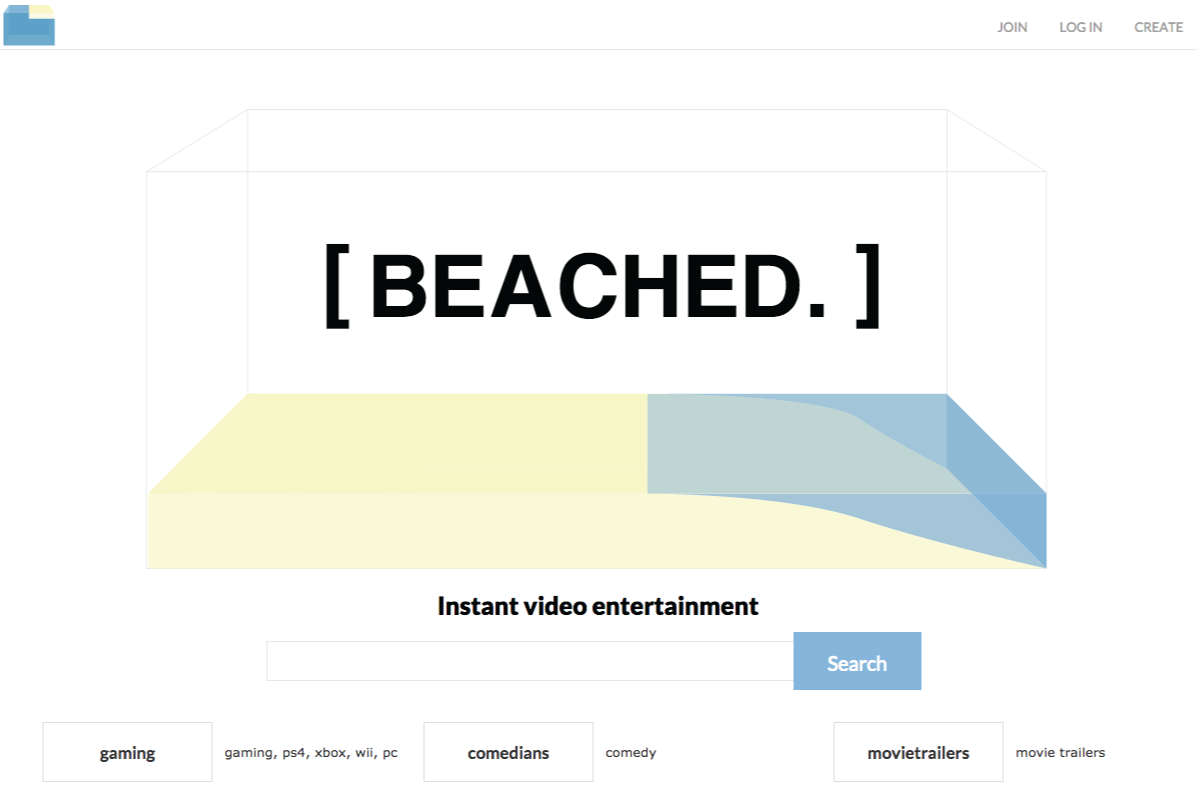 JOIN LOG IN CREATE
[ BEACHED. ]
Instant video entertainment
Search
gaming gaming, ps4, xbox, wii, pc comedians comedy movietrailers movie trailers